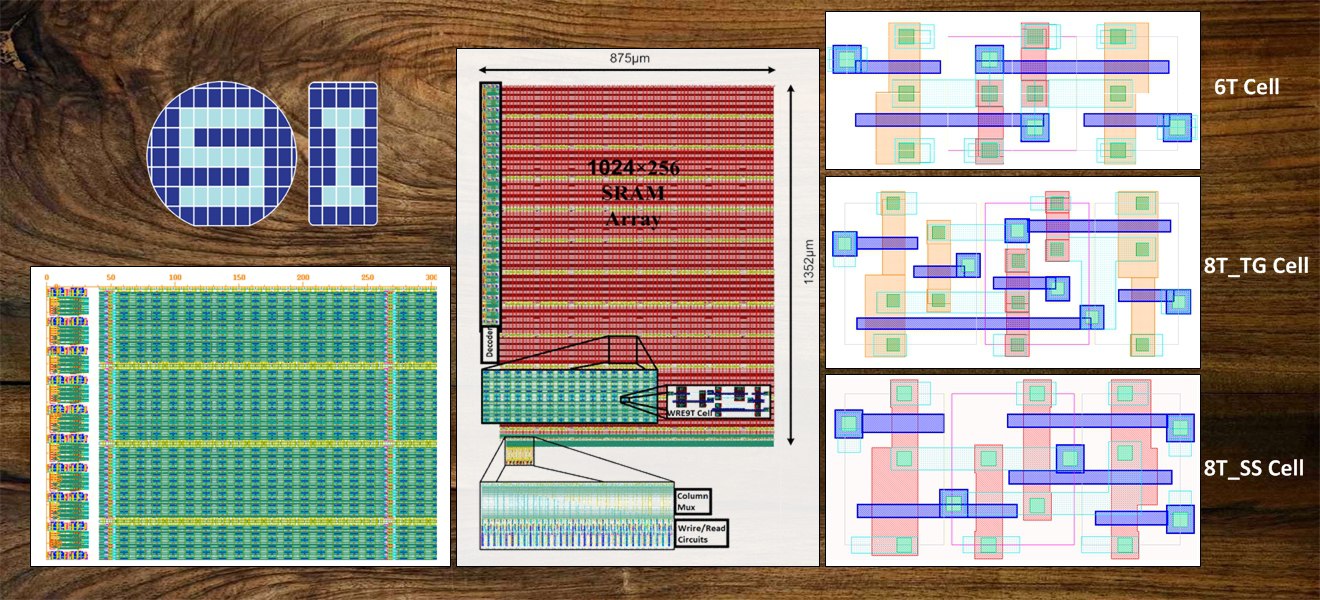 SI
0 50 100 150 200 250 300
875μm
1024×256
SRAM
Array
1352μm
Decoder
WRE9T Cell
Column
Mux
Wrire/Read
Circuits
6T Cell
8T_TG Cell
8T_SS Cell